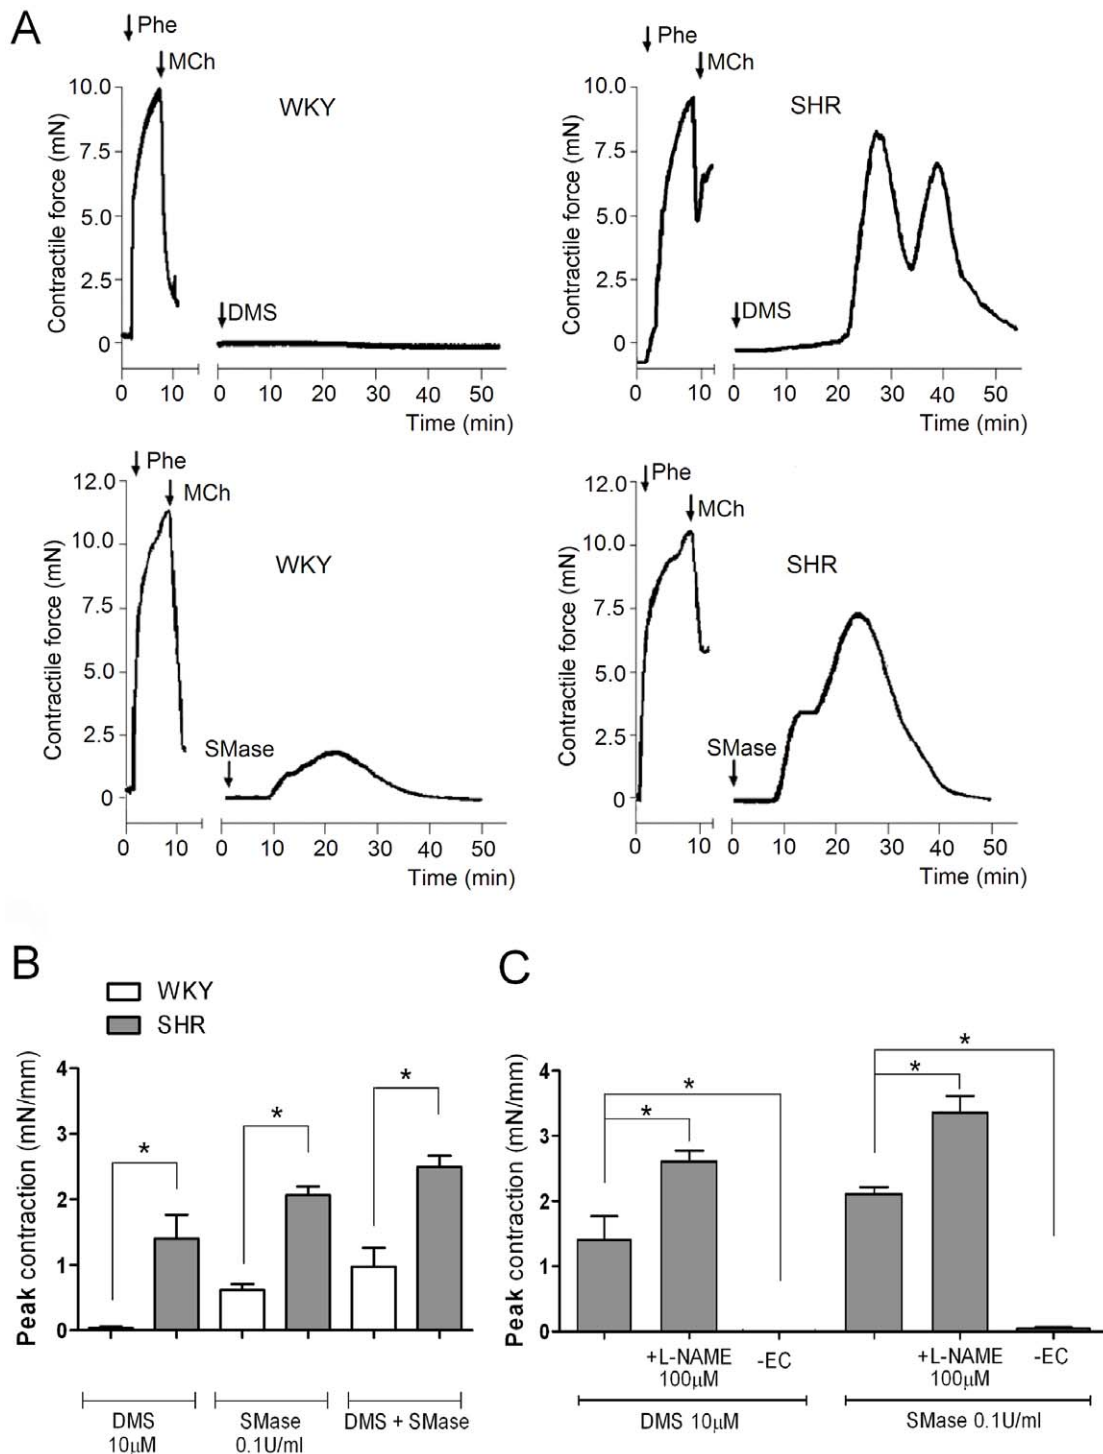 A
Phe
MCh
WKY
Contractile force (mN)
10.0
7.5
5.0
2.5
0
DMS
0 10 0 10 20 30 40 50
Time (min)
Phe
MCh
SHR
Contractile force (mN)
10.0
7.5
5.0
2.5
0
DMS
0 10 0 10 20 30 40 50
Time (min)
Phe
MCh
WKY
Contractile force (mN)
12.0
10.0
7.5
5.0
2.5
0
SMase
0 10 0 10 20 30 40 50
Time (min)
Phe
MCh
SHR
Contractile force (mN)
12.0
10.0
7.5
5.0
2.5
0
SMase
0 10 0 10 20 30 40 50
Time (min)
B
WKY
SHR
Peak contraction (mN/mm)
4
3
2
1
0
*
*
*
DMS
10µM
SMase
0.1U/ml
DMS + SMase
C
Peak contraction (mN/mm)
4
3
2
1
0
*
*
*
*
+L-NAME
100µM
-EC
+L-NAME
100µM
-EC
DMS 10µM
SMase 0.1U/ml